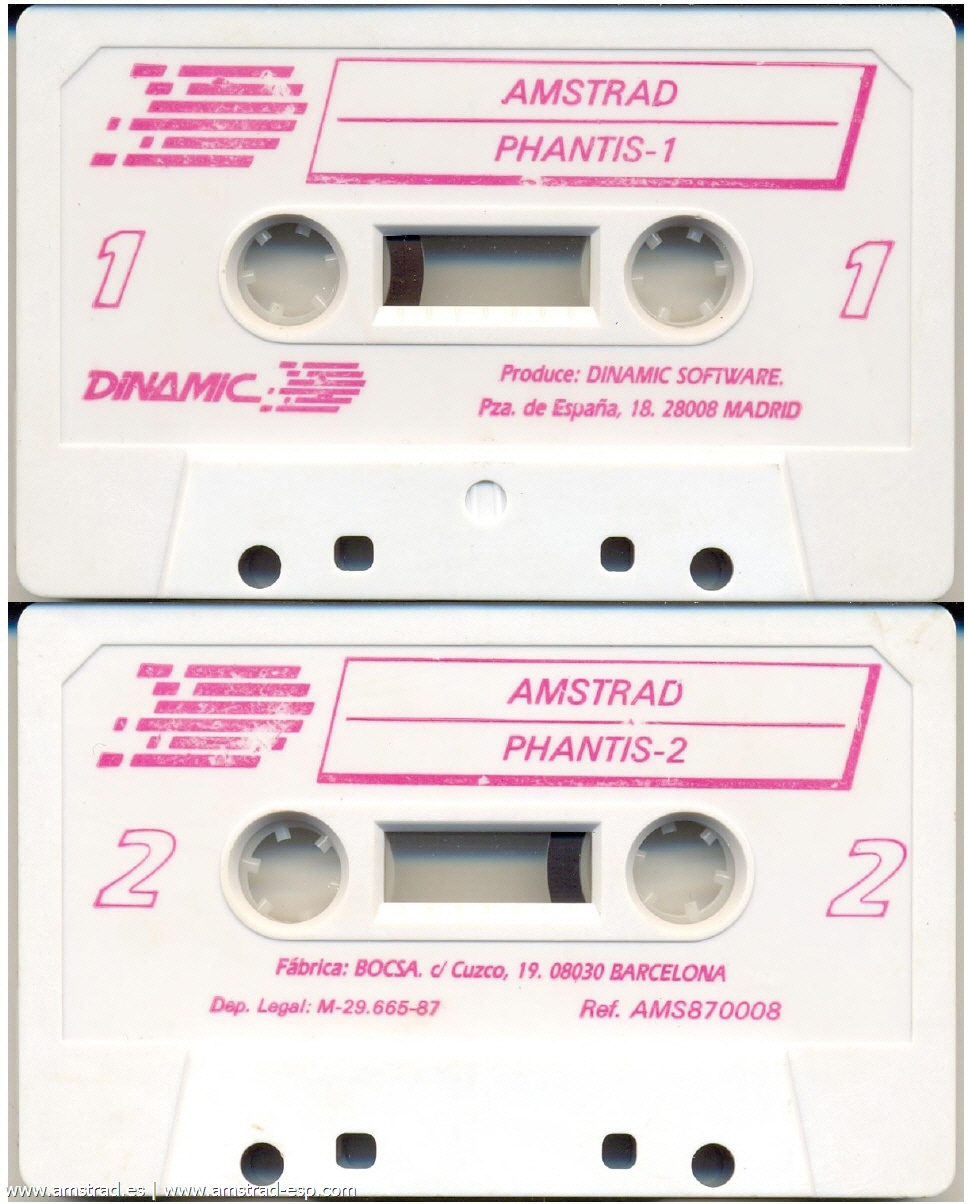 AMSTRAD
PHANTIS-1
1 1
DINAMIC
Produce: DINAMIC SOFTWARE.
Pza. de España, 18. 28008 MADRID
AMSTRAD
PHANTIS-2
2 2
Fábrica: BOCSA. c/ Cuzco, 19. 08030 BARCELONA
Dep. Legal: M-29.665-87 Ref. AMS870008
www.amstrad.es | www.amstrad-esp.com